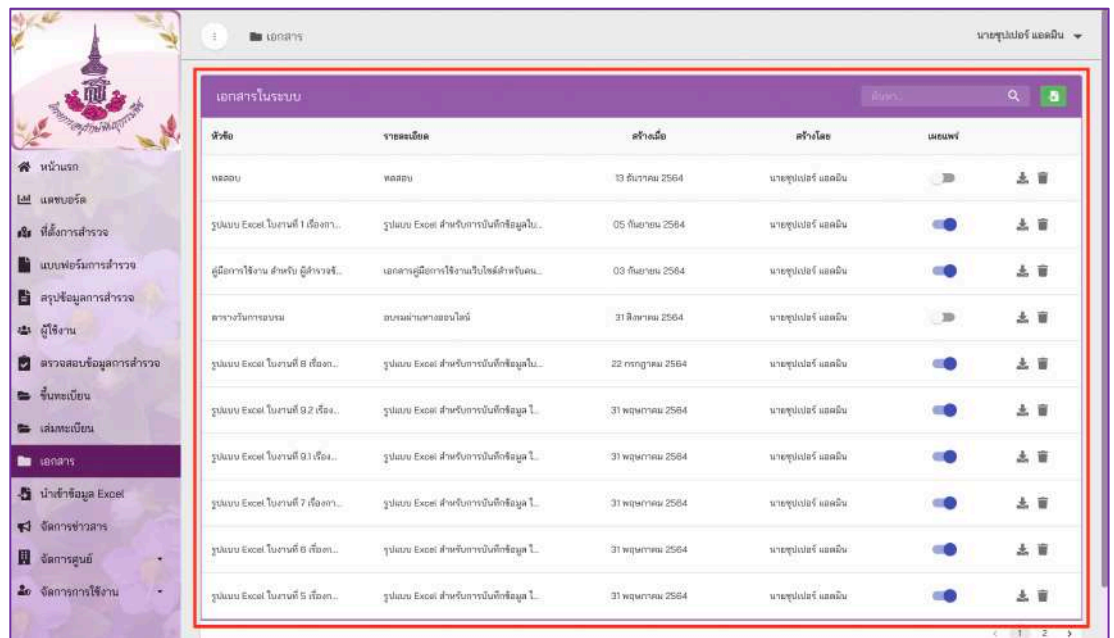 เอกสาร
นายซุปเปอร์ แอดมิน
เอกสารในระบบ
ค้นหา...
หัวข้อ รายละเอียด สร้างเมื่อ สร้างโดย เผยแพร่
ทดสอบ ทดสอบ 13 ธันวาคม 2564 นายซุปเปอร์ แอดมิน
รูปแบบ Excel ใบงานที่ 1 เรื่องกา... รูปแบบ Excel สำหรับการบันทึกข้อมูลใบ... 05 กันยายน 2564 นายซุปเปอร์ แอดมิน
คู่มือการใช้งาน สำหรับ ผู้สำรวจข้... เอกสารคู่มือการใช้งานเว็บไซต์สำหรับคน... 03 กันยายน 2564 นายซุปเปอร์ แอดมิน
ตารางวันการอบรม อบรมผ่านทางออนไลน์ 31 สิงหาคม 2564 นายซุปเปอร์ แอดมิน
รูปแบบ Excel ใบงานที่ 8 เรื่องก... รูปแบบ Excel สำหรับการบันทึกข้อมูลใบ... 22 กรกฎาคม 2564 นายซุปเปอร์ แอดมิน
รูปแบบ Excel ใบงานที่ 9.2 เรื่อง... รูปแบบ Excel สำหรับการบันทึกข้อมูล ใ... 31 พฤษภาคม 2564 นายซุปเปอร์ แอดมิน
รูปแบบ Excel ใบงานที่ 9.1 เรื่อง... รูปแบบ Excel สำหรับการบันทึกข้อมูล ใ... 31 พฤษภาคม 2564 นายซุปเปอร์ แอดมิน
รูปแบบ Excel ใบงานที่ 7 เรื่องกา... รูปแบบ Excel สำหรับการบันทึกข้อมูล ใ... 31 พฤษภาคม 2564 นายซุปเปอร์ แอดมิน
รูปแบบ Excel ใบงานที่ 6 เรื่อก... รูปแบบ Excel สำหรับการบันทึกข้อมูล ใ... 31 พฤษภาคม 2564 นายซุปเปอร์ แอดมิน
รูปแบบ Excel ใบงานที่ 5 เรื่องก... รูปแบบ Excel สำหรับการบันทึกข้อมูล ใ... 31 พฤษภาคม 2564 นายซุปเปอร์ แอดมิน
1 2
หน้าแรก
แดชบอร์ด
ที่ตั้งการสำรวจ
แบบฟอร์มการสำรวจ
สรุปข้อมูลการสำรวจ
ผู้ใช้งาน
ตรวจสอบข้อมูลการสำรวจ
ขึ้นทะเบียน
เล่มทะเบียน
เอกสาร
นำเข้าข้อมูล Excel
จัดการข่าวสาร
จัดการศูนย์
จัดการการใช้งาน